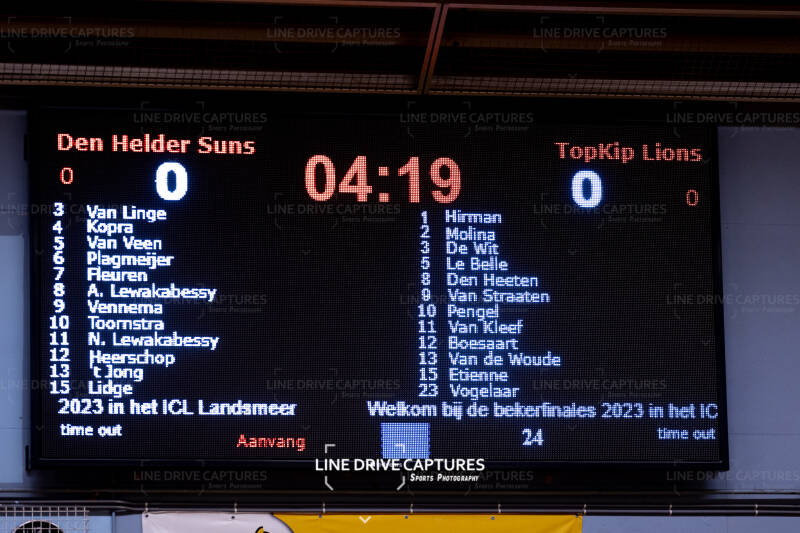 Den Helder Suns
TopKip Lions
0
0
04:19
0
0
3 Van Linge
4 Kopra
5 Van Veen
6 Plagmeijer
7 Fleuren
8 A. Lewakabessy
9 Vennema
10 Toornstra
11 N. Lewakabessy
12 Heerschop
13 't Jong
15 Lidge
1 Hirman
2 Molina
3 De Wit
5 Le Belle
8 Den Heeten
9 Van Straaten
10 Pengel
11 Van Kleef
12 Boesaart
13 Van de Woude
15 Etienne
23 Vogelaar
2023 in het ICL Landsmeer
Welkom bij de bekerfinales 2023 in het IC
time out
Aanvang
24
time out
LINE DRIVE CAPTURES
SPORTS PHOTOGRAPHY